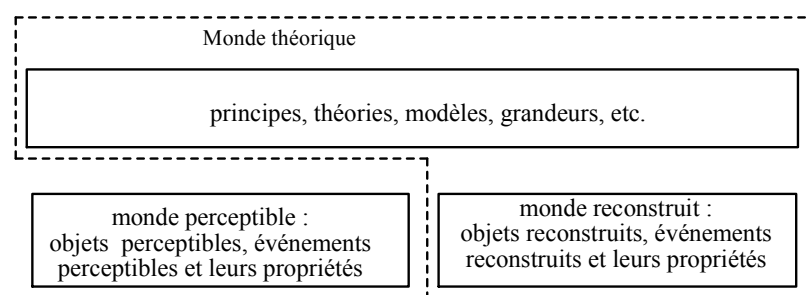 Monde théorique
principes, théories, modèles, grandeurs, etc.
monde perceptible :
objets perceptibles, événements
perceptibles et leurs propriétés
monde reconstruit :
objets reconstruits, événements
reconstruits et leurs propriétés